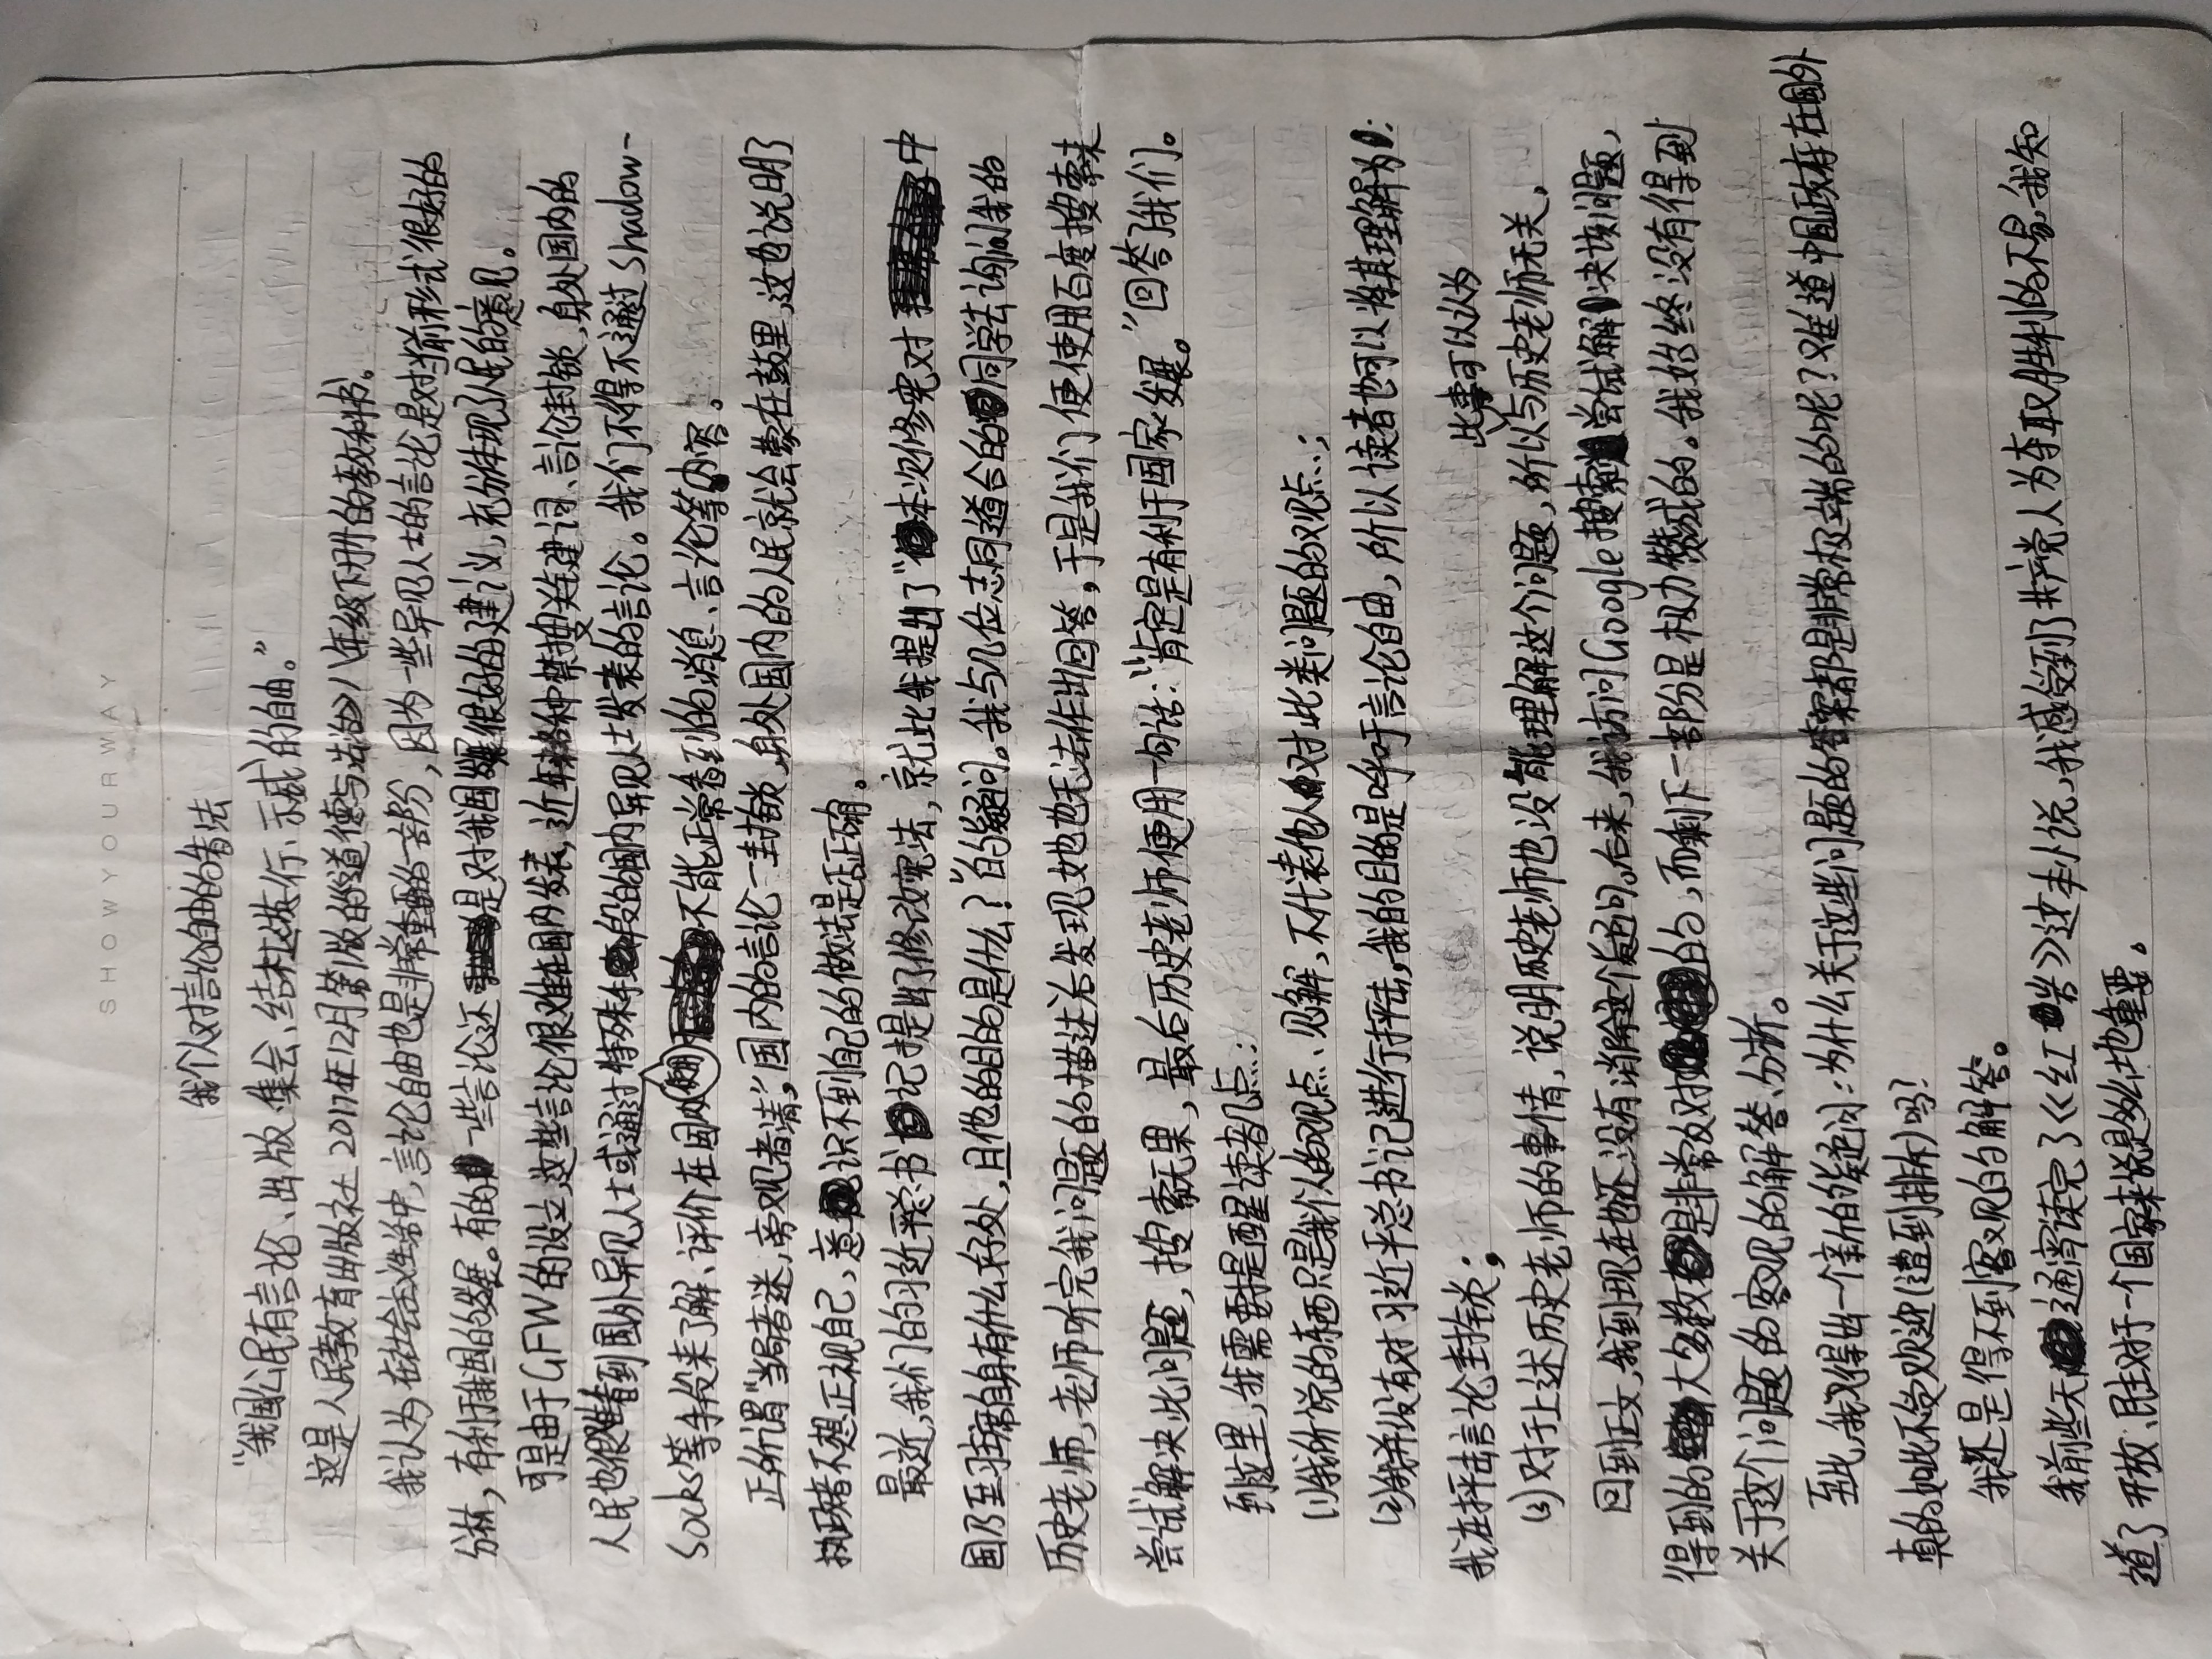 SHOWYOURWAY
我个人对言论自由的看法
“我国公民有言论、出版、集会、结社、游行、示威的自由。”
这是人民教育出版社2017年12月第1版的《道德与法治》八年级下册的教科书。
我认为在社会主义生活中，言论自由也是非常重要的一部分，因为一些异见人士的言论是对当前形式很好的
分析，有利于我国的发展。有的一些言论还是对我国发展很好的建议，充分体现了人民的意见。
可是由于GFW的设立，这些言论很难在国内发表，近年来各种禁搜关键词、言论封锁，身处国内的
人民也很难看到国外异见人士或通过特殊手段的国内异见人士发表的言论。我们不得不通过Shadow-
Socks等手段来了解、评价在国内不能正常看到的消息、言论等内容。
使用
正所谓“当局者迷，旁观者清”，国内的言论一封锁，身处国内的人民就会蒙在鼓里，这也说明了
执政者不想正视自己，意识不到自己的做法是否正确。
最近，我们的习近平总书记提出了修改宪法，就此我提出了“本次修宪对中
国乃至习主席自身有什么好处，且他的目的是什么？”的疑问。我与几位志同道合的同学去询问我的
历史老师，老师听完我问题的描述后发现她也无法作出回答，于是我们便使用百度搜索来
尝试解决此问题，搜索无果，最后历史老师便用一句话：“肯定是有利于国家发展。”回答了我们。
到这里，我需要提醒读者几点：
(1)我所说的东西只是我个人的观点、见解，不代表他人对此类问题的观点；
(2)我并没有对习近平总书记进行抨击，我的目的是呼吁言论自由，所以读者也可以将其理解为：
我在抨击言论封锁；
此事可以认为
(3)对于上述历史老师的事情，说明历史老师也没能理解这个问题，所以与历史老师无关。
回到正文，我到现在也还没有消除这个疑问。后来，我访问Google搜索尝试解决该问题，
得到的大多数是非常反对的，而剩下一部分是极力赞成的。我始终没有得到
关于这个问题的客观的解答、分析。
至此，我又得出一个新的疑问：为什么关于这些问题的答案都是非常极端的呢？难道中国政府在国外
真的如此不受欢迎(遭到排斥)吗？
我还是得不到客观的解答。
我前些天通宵读完了《红岩》这本小说，我感受到了共产党人为夺取胜利的不易，我知
道了开放、民主对于一个国家来说是多么地重要。